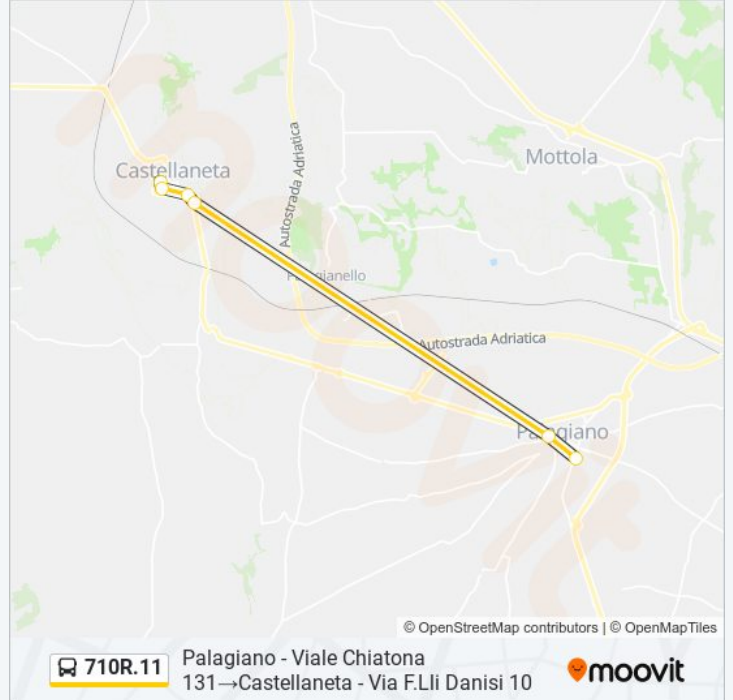 Castellaneta
Mottola
Autostrada Adriatica
Palagianello
Autostrada Adriatica
Palagiano
© OpenStreetMap contributors | © OpenMapTiles
710R.11
Palagiano - Viale Chiatona
131→Castellaneta - Via F.Lli Danisi 10
moovit